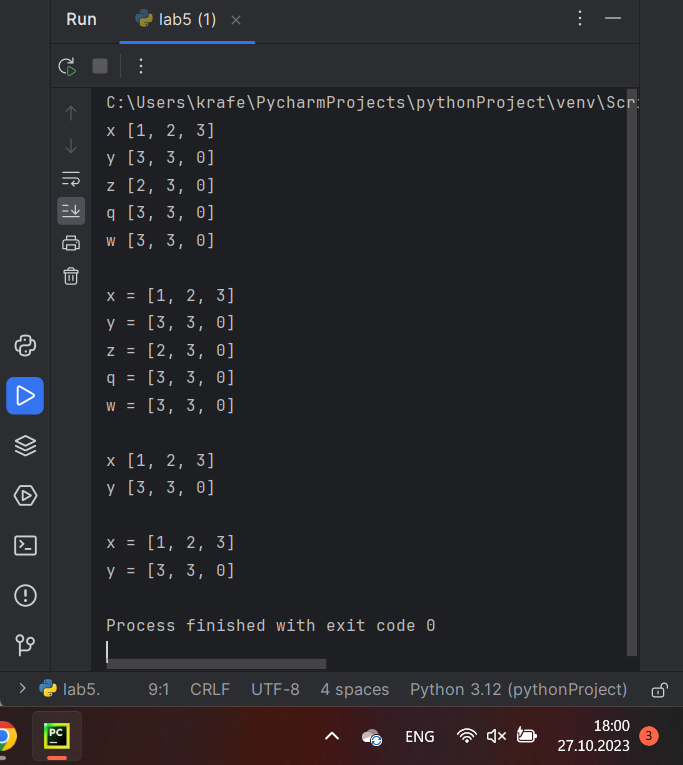 Run lab5 (1)
C:\Users\krafe\PycharmProjects\pythonProject\venv\Scri
x [1, 2, 3]
y [3, 3, 0]
z [2, 3, 0]
q [3, 3, 0]
w [3, 3, 0]
x = [1, 2, 3]
y = [3, 3, 0]
z = [2, 3, 0]
q = [3, 3, 0]
w = [3, 3, 0]
x [1, 2, 3]
y [3, 3, 0]
x = [1, 2, 3]
y = [3, 3, 0]
Process finished with exit code 0
lab5. 9:1 CRLF UTF-8 4 spaces Python 3.12 (pythonProject)
PC ENG 18:00 3
27.10.2023